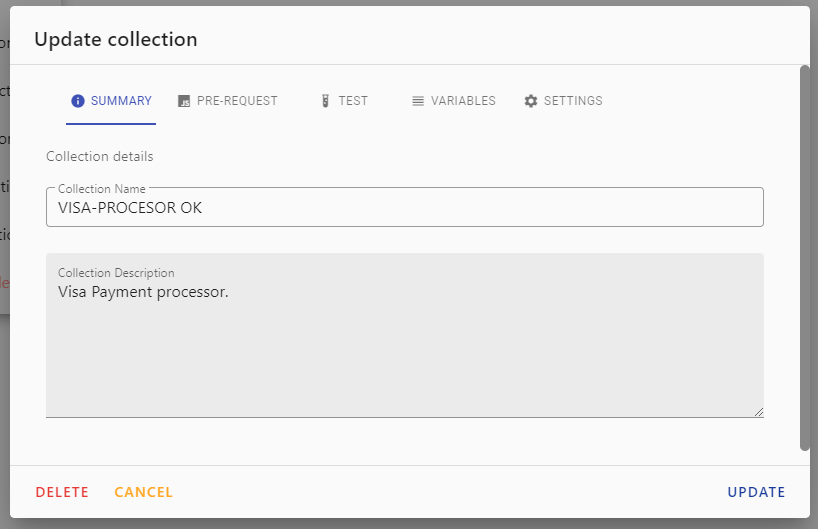 Update collection
SUMMARY PRE-REQUEST TEST VARIABLES SETTINGS
Collection details
Collection Name
VISA-PROCESOR OK
Collection Description
Visa Payment processor.
DELETE CANCEL UPDATE